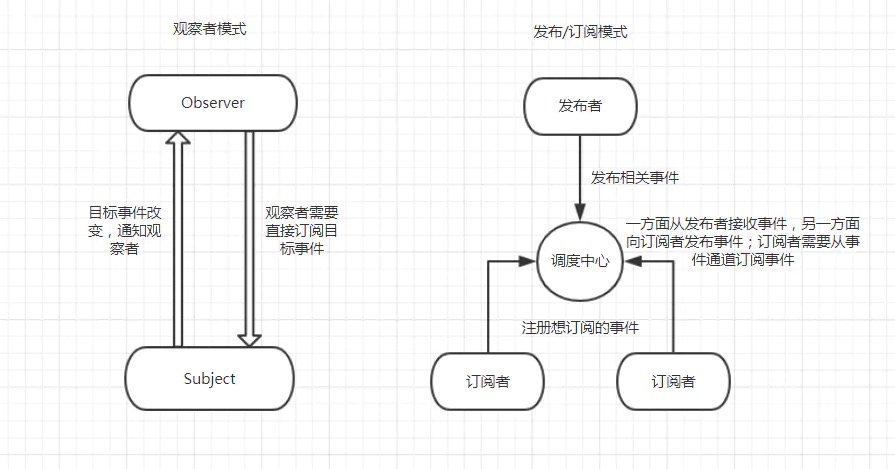 观察者模式
Observer
目标事件改
变，通知观
察者
观察者需要
直接订阅目
标事件
Subject
发布/订阅模式
发布者
发布相关事件
一方面从发布者接收事件，另一方面
向订阅者发布事件；订阅者需要从事
件通道订阅事件
调度中心
注册想订阅的事件
订阅者
订阅者